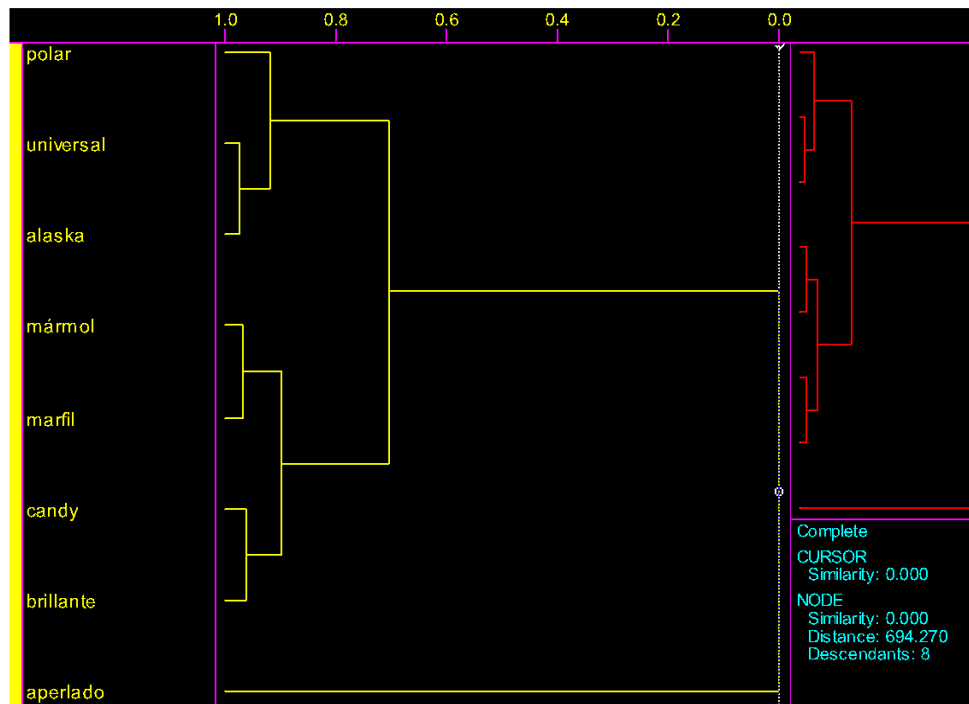 1.0 0.8 0.6 0.4 0.2 0.0
polar
universal
alaska
mármol
marfil
candy
brillante
aperlado
Complete
CURSOR
Similarity: 0.000
NODE
Similarity: 0.000
Distance: 694.270
Descendants: 8